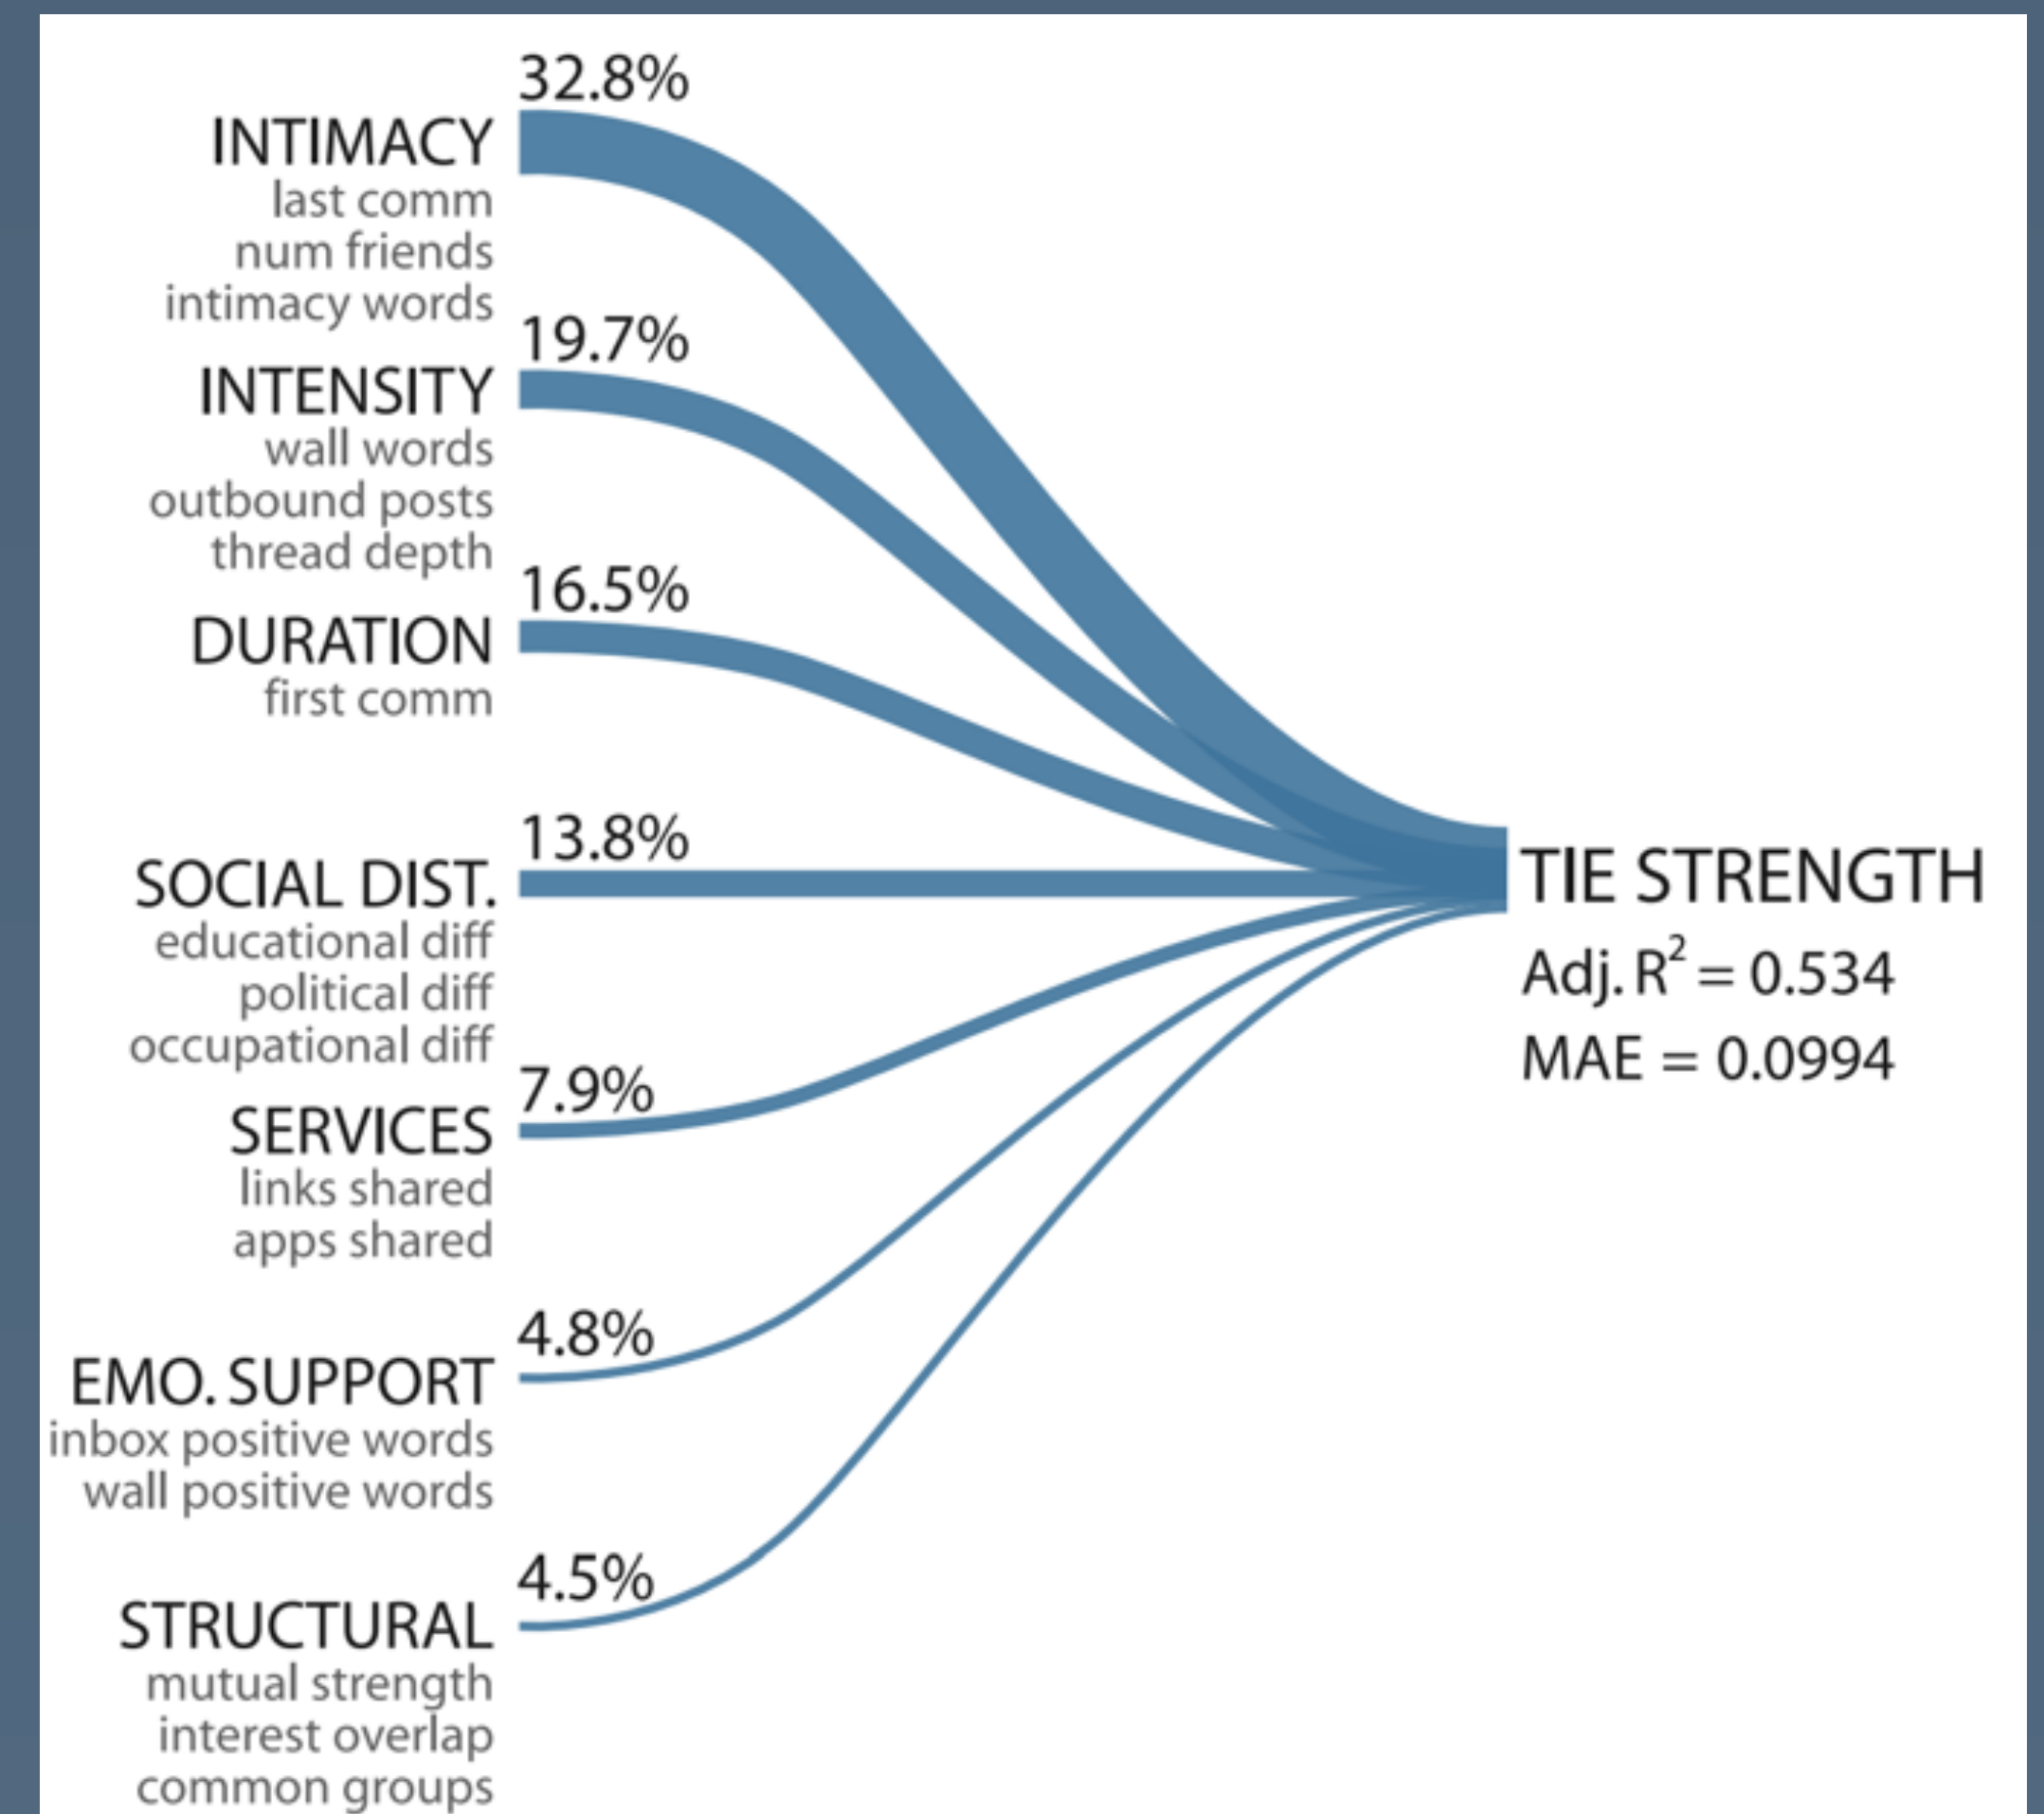 32.8%
INTIMACY
last comm
num friends
intimacy words
19.7%
INTENSITY
wall words
outbound posts
thread depth
16.5%
DURATION
first comm
13.8%
SOCIAL DIST.
educational diff
political diff
occupational diff
7.9%
SERVICES
links shared
apps shared
4.8%
EMO. SUPPORT
inbox positive words
wall positive words
4.5%
STRUCTURAL
mutual strength
interest overlap
common groups
TIE STRENGTH
Adj. R² = 0.534
MAE = 0.0994